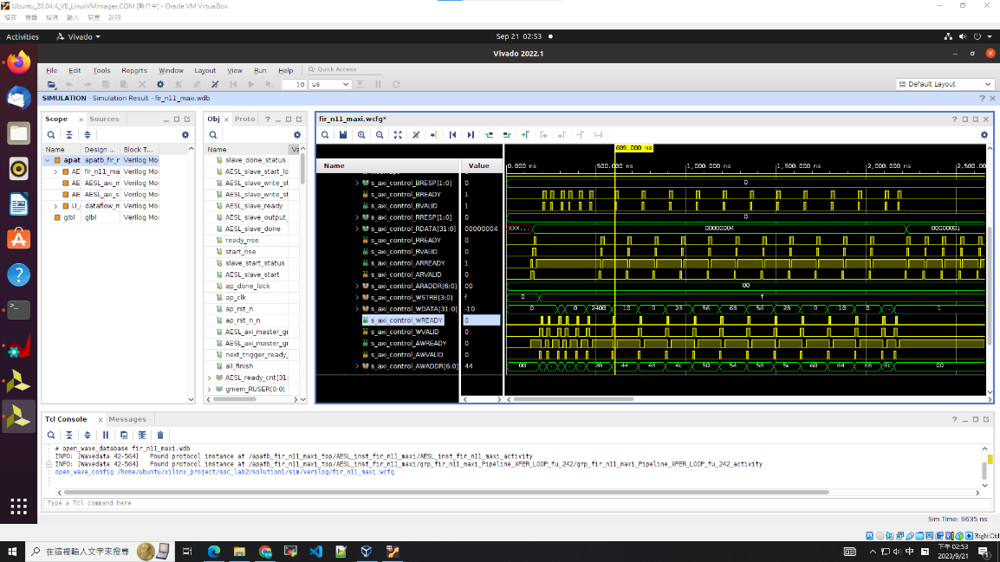 Ubuntu_20.04.4_VB_LinuxVMImages.COM [執行中] - Oracle VM VirtualBox
檔案 機器 檢視 輸入 裝置 說明
Activities Vivado Sep 21 02:53
Vivado 2022.1
File Edit Tools Reports Window Layout View Run Help Quick Access
10 us Default Layout
SIMULATION - Simulation Result - fir_n11_maxi.wdb
Scope Sources
Name Design ... Block T...
apat apatb_fir_r Verilog Mo
AE fir_n11_ma Verilog Mo
AE AESL_axi_m Verilog Mo
AE AESL_axi_s Verilog Mo
U_ dataflow_m Verilog Mo
glbl glbl Verilog Mo
Obj Proto
Name Va
slave_done_status
AESL_slave_start_lo
AESL_slave_write_st
AESL_slave_write_st
AESL_slave_ready
AESL_slave_output_
AESL_slave_done
ready_rise
start_rise
slave_start_status
AESL_slave_start
ap_done_lock
ap_clk
ap_rst_n
ap_rst_n_n
AESL_axi_master_gr
AESL_axi_master_gr
next_trigger_ready_
all_finish
AESL_ready_cnt[31:
gmem_RUSER[0:0]
fir_n11_maxi.wcfg*
605.000 ns
Name Value 0.000 ns 500.000 ns 1,000.000 ns 1,500.000 ns 2,000.000 ns 2,500.
s_axi_control_BRESP[1:0] 0 0
s_axi_control_BREADY 1
s_axi_control_BVALID 1
s_axi_control_RRESP[1:0] 0 0
s_axi_control_RDATA[31:0] 00000004 XXX... 00000004 00000001
s_axi_control_RREADY 0
s_axi_control_RVALID 0
s_axi_control_ARREADY 1
s_axi_control_ARVALID 0
s_axi_control_ARADDR[6:0] 00 00
s_axi_control_WSTRB[3:0] f 0 f
s_axi_control_WDATA[31:0] -10 0 0 2400 -10 -9 23 56 63 56 23 -9 -10 0 .. 1
s_axi_control_WREADY 0
s_axi_control_WVALID 0
s_axi_control_AWREADY 0
s_axi_control_AWVALID 0
s_axi_control_AWADDR[6:0] 44 00 28 44 48 4c 50 54 58 5c 60 64 68 6c 00
Tcl Console Messages
# open_wave_database fir_n11_maxi.wdb
INFO: [Wavedata 42-564] Found protocol instance at /apatb_fir_n11_maxi_top/AESL_inst_fir_n11_maxi/AESL_inst_fir_n11_maxi_activity
INFO: [Wavedata 42-564] Found protocol instance at /apatb_fir_n11_maxi_top/AESL_inst_fir_n11_maxi/grp_fir_n11_maxi_Pipeline_XFER_LOOP_fu_242/grp_fir_n11_maxi_Pipeline_XFER_LOOP_fu_242_activity
open_wave_config /home/ubuntu/xilinx_project/soc_lab2/solution1/sim/verilog/fir_n11_maxi.wcfg
Type a Tcl command here
Sim Time: 9635 ns
Right Ctrl
在這裡輸入文字來搜尋
中
下午 02:53
2023/9/21
1